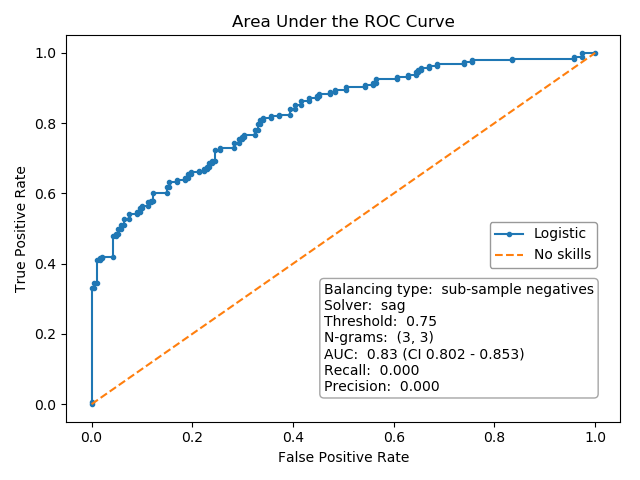 Area Under the ROC Curve
True Positive Rate
1.0
0.8
0.6
0.4
0.2
0.0
Logistic
No skills
Balancing type:  sub-sample negatives
Solver:  sag
Threshold:  0.75
N-grams:  (3, 3)
AUC:  0.83 (CI 0.802 - 0.853)
Recall:  0.000
Precision:  0.000
0.0 0.2 0.4 0.6 0.8 1.0
False Positive Rate